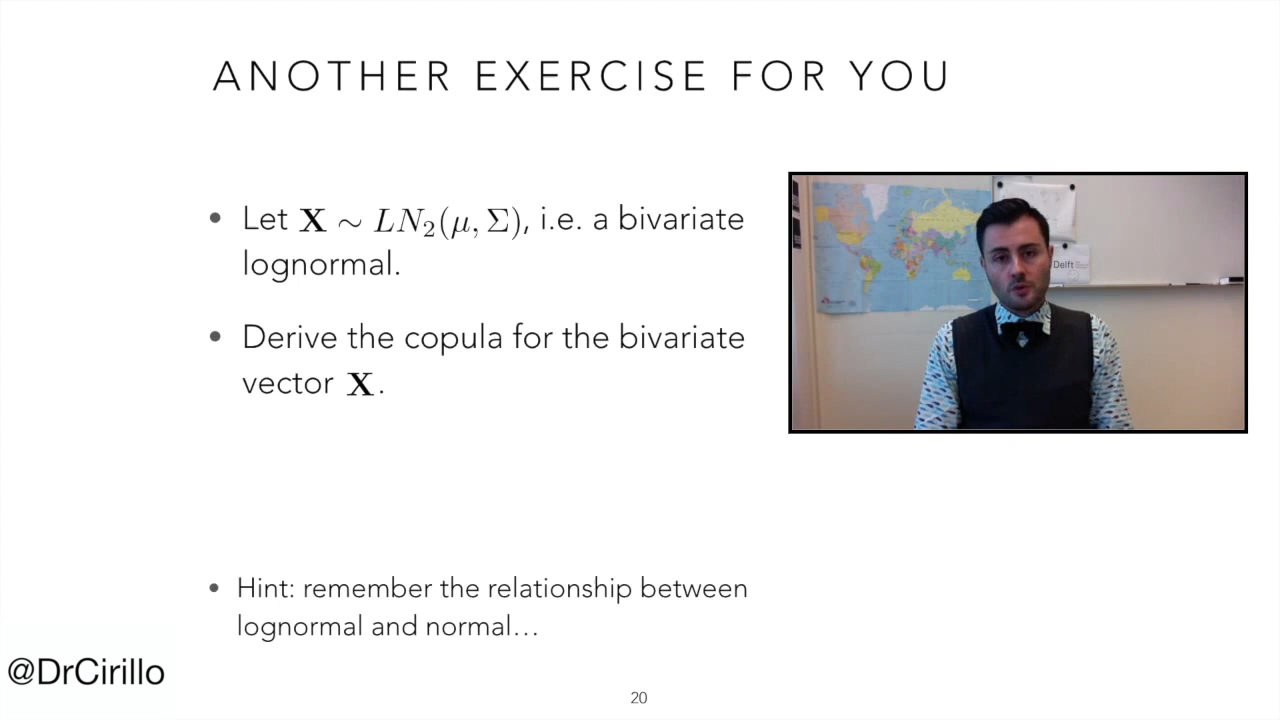 ANOTHER EXERCISE FOR YOU
• Let X ∼ LN₂(μ, Σ), i.e. a bivariate
lognormal.
• Derive the copula for the bivariate
vector X.
Delft
• Hint: remember the relationship between
lognormal and normal…
@DrCirillo
20